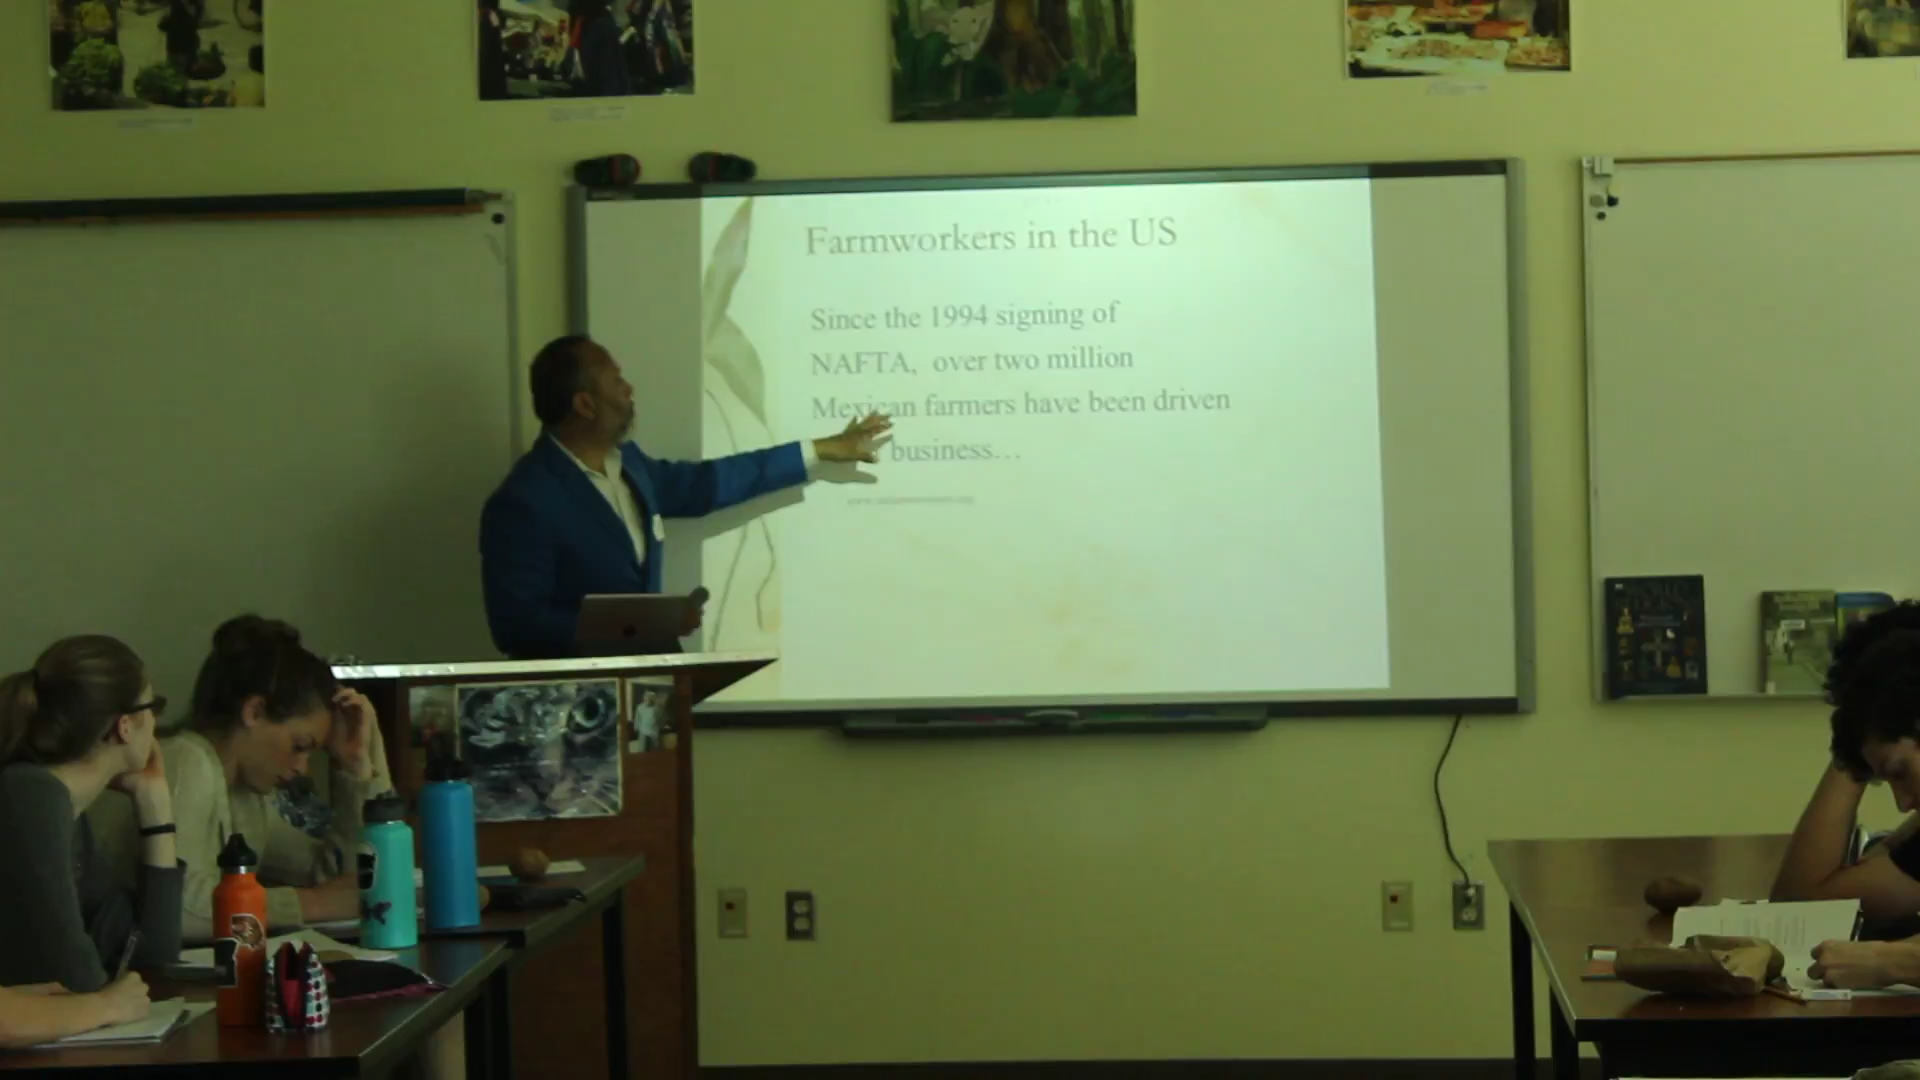 Farmworkers in the US
Since the 1994 signing of
NAFTA, over two million
Mexican farmers have been driven
business...